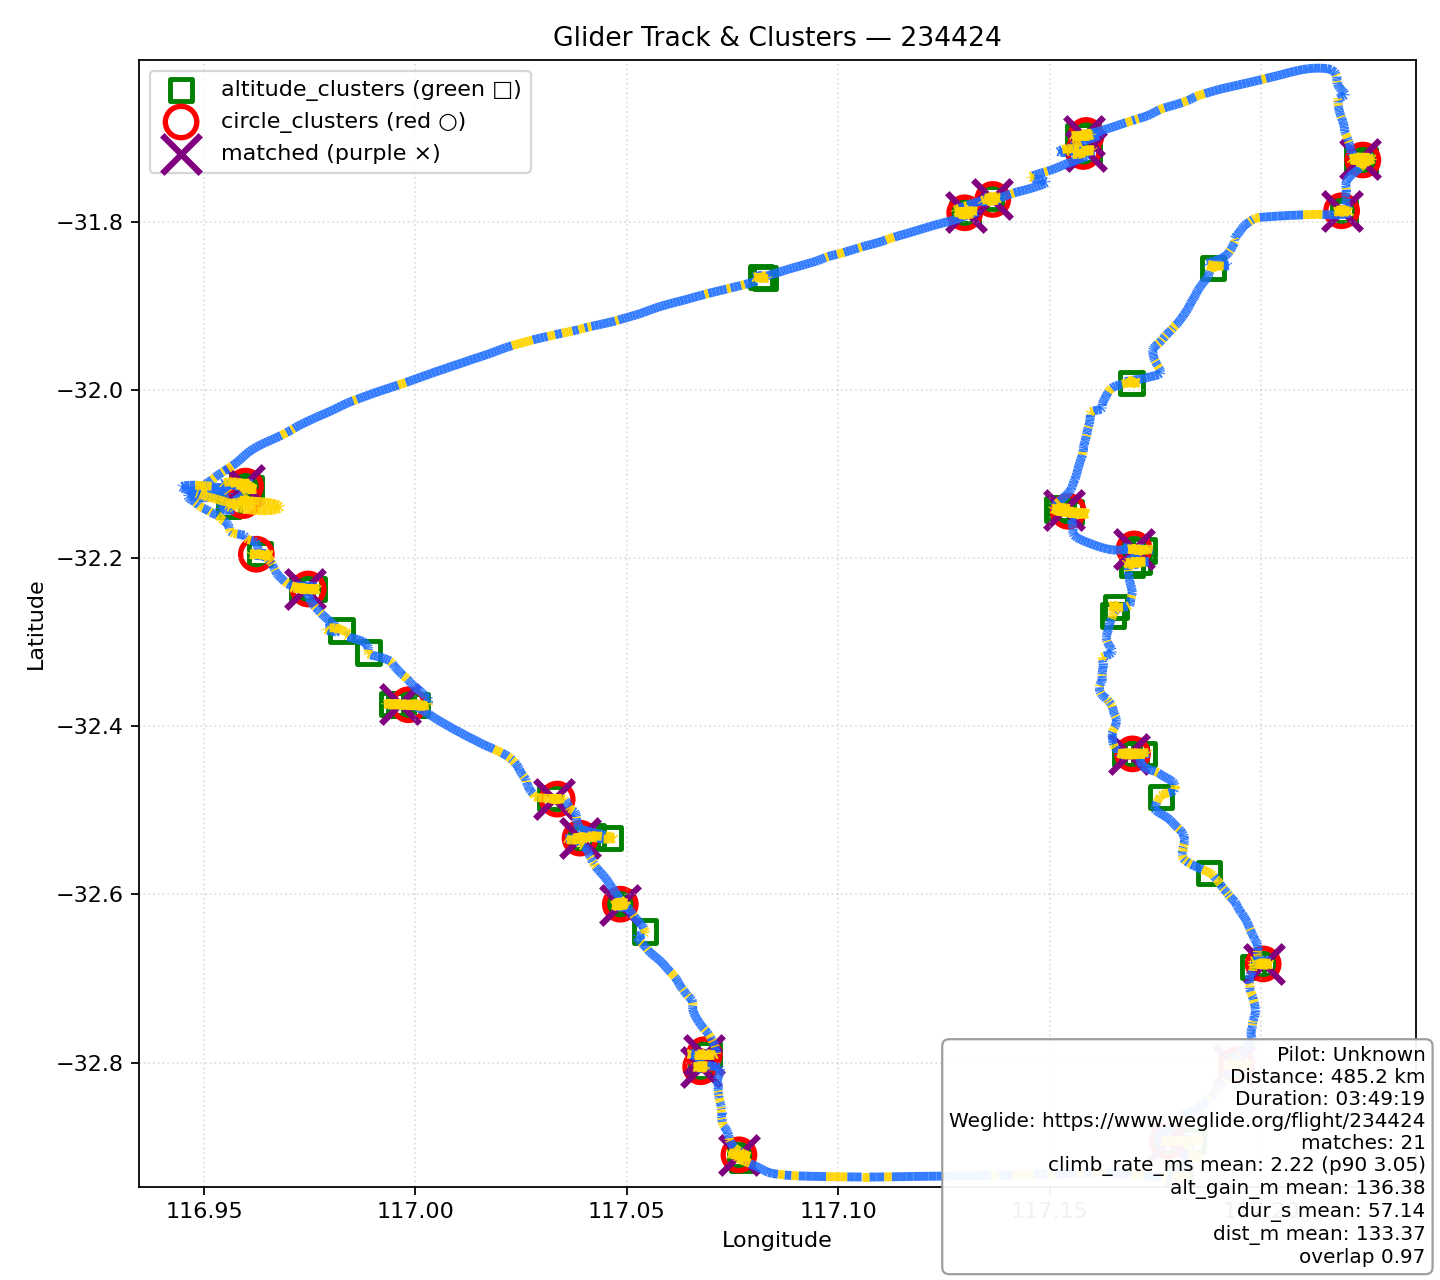 Glider Track & Clusters — 234424
altitude_clusters (green □)
circle_clusters (red ○)
matched (purple ×)
−31.8
−32.0
−32.2
−32.4
−32.6
−32.8
Latitude
116.95
117.00
117.05
117.10
117.15
Longitude
Pilot: Unknown
Distance: 485.2 km
Duration: 03:49:19
Weglide: https://www.weglide.org/flight/234424
matches: 21
climb_rate_ms mean: 2.22 (p90 3.05)
alt_gain_m mean: 136.38
dur_s mean: 57.14
dist_m mean: 133.37
overlap 0.97